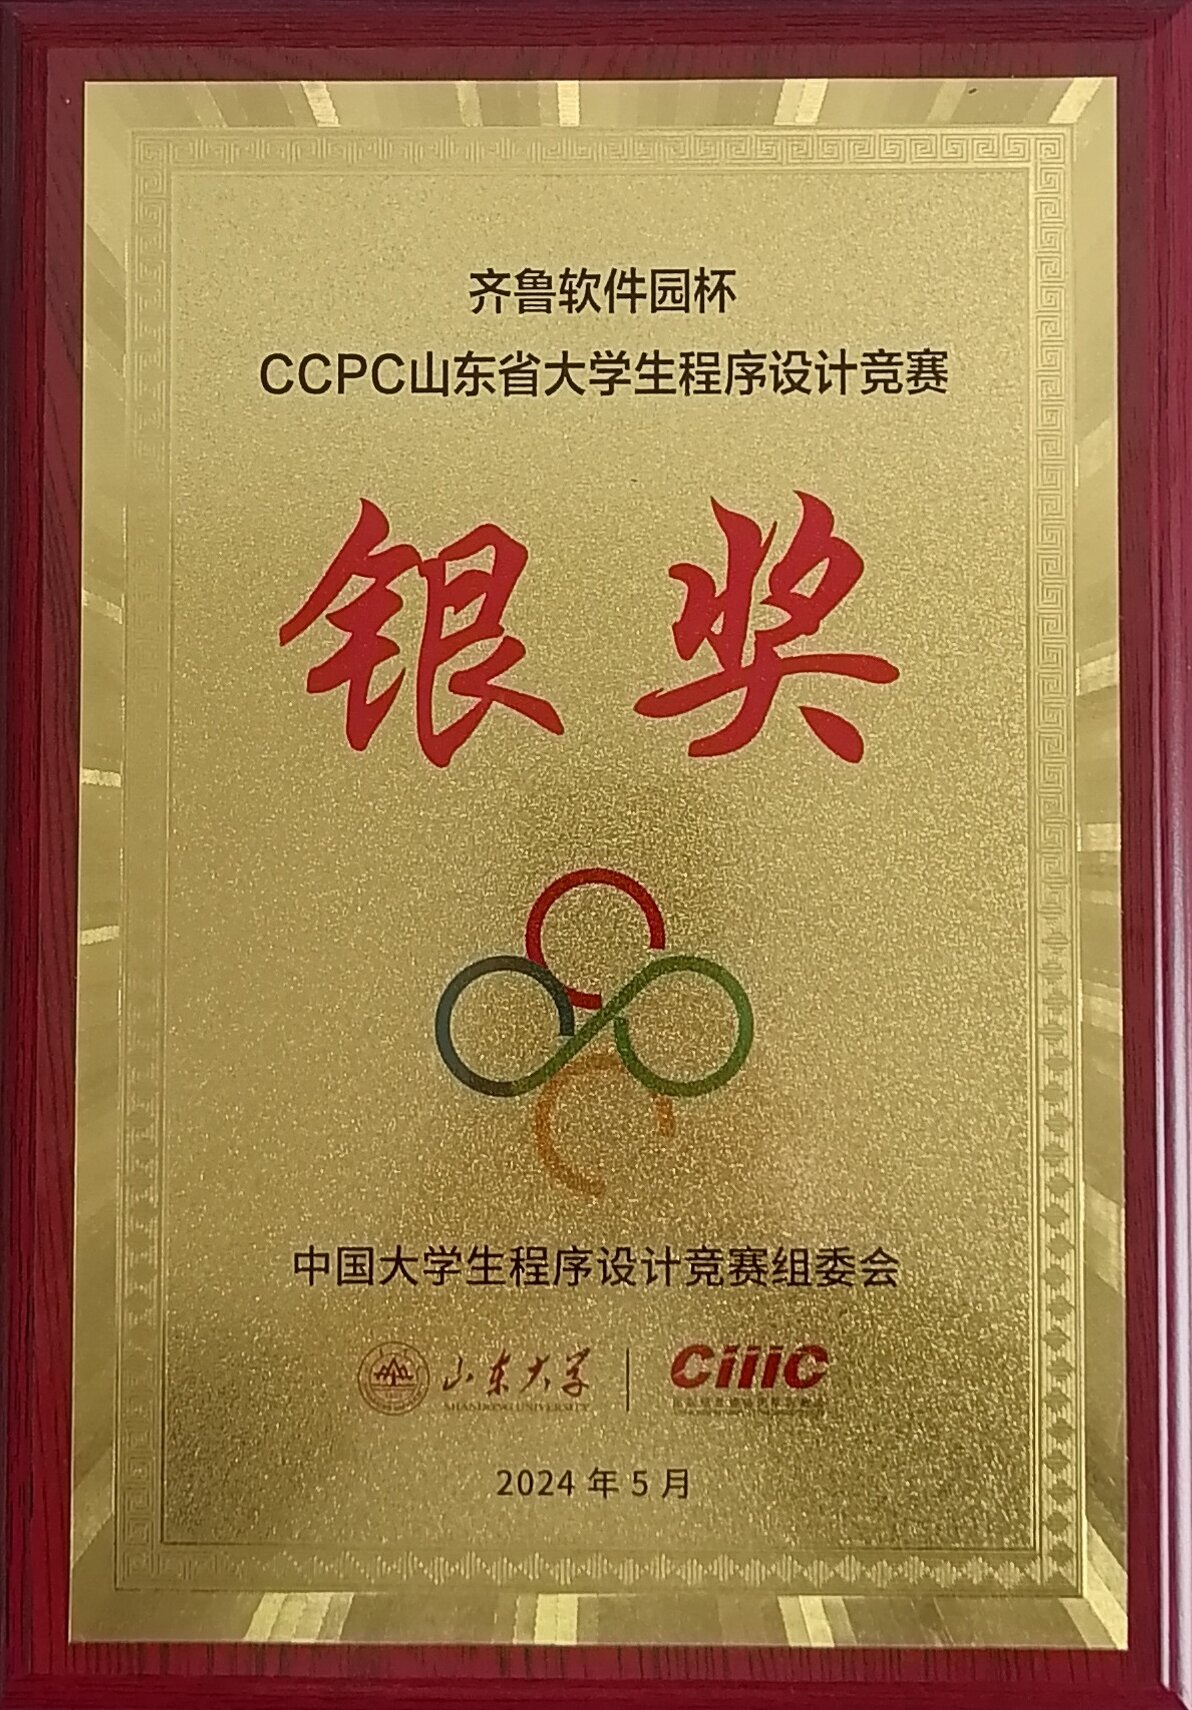 齐鲁软件园杯
CCPC山东省大学生程序设计竞赛
银奖
中国大学生程序设计竞赛组委会
山东大学
SHANDONG UNIVERSITY
CIIIC
2024 年 5 月